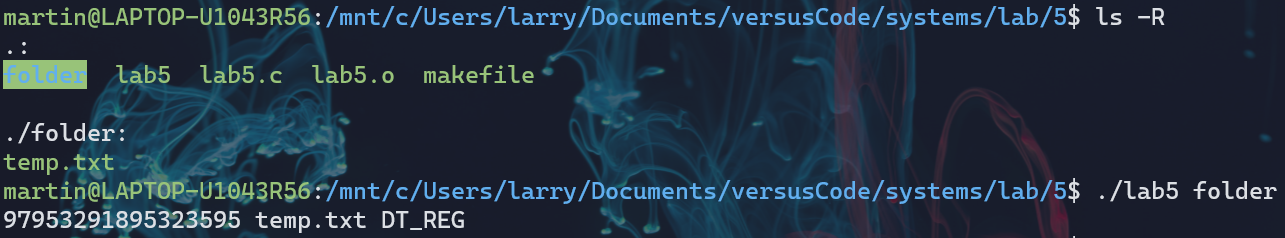 martin@LAPTOP-U1043R56:/mnt/c/Users/larry/Documents/versusCode/systems/lab/5$ ls -R
.:
folder  lab5  lab5.c  lab5.o  makefile

./folder:
temp.txt
martin@LAPTOP-U1043R56:/mnt/c/Users/larry/Documents/versusCode/systems/lab/5$ ./lab5 folder
97953291895323595 temp.txt DT_REG